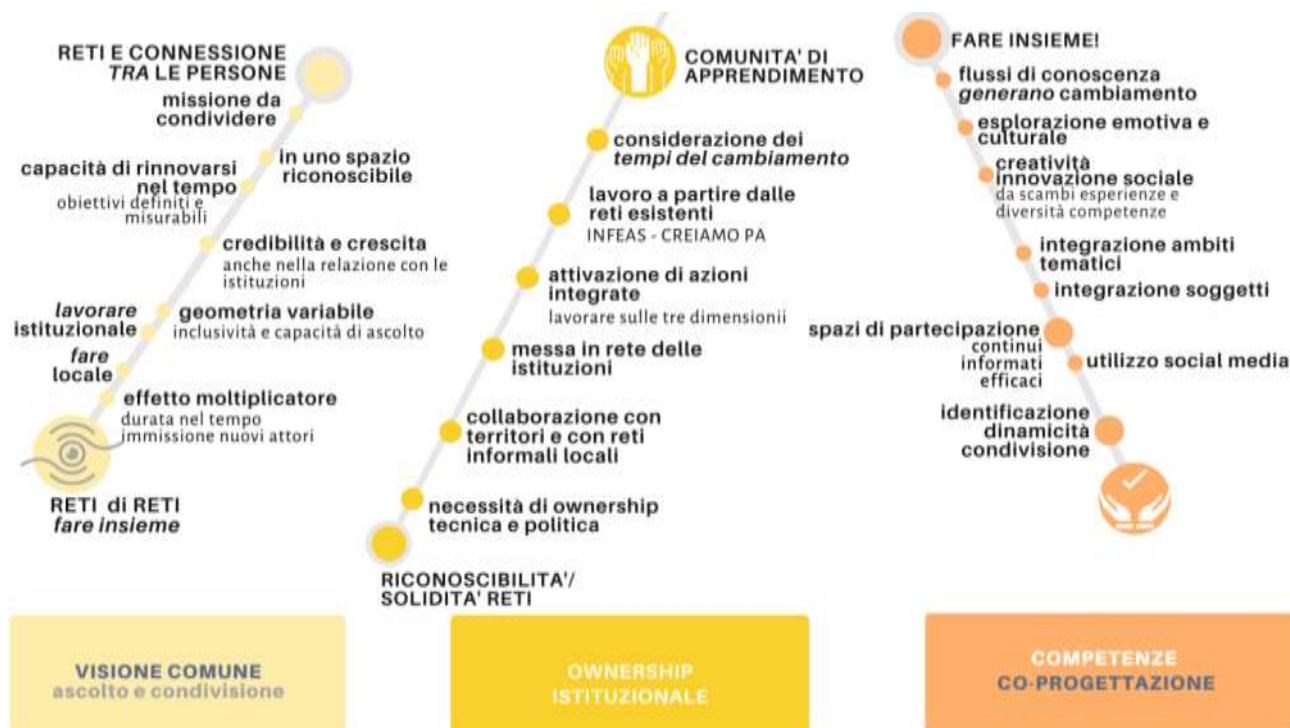 RETI E CONNESSIONE
TRA LE PERSONE
missione da
condividere
in uno spazio
riconoscibile
capacità di rinnovarsi
nel tempo
obiettivi definiti e
misurabili
credibilità e crescita
anche nella relazione con le
istituzioni
geometria variabile
inclusività e capacità di ascolto
lavorare
istituzionale
fare
locale
effetto moltiplicatore
durata nel tempo
immissione nuovi attori
RETI di RETI
fare insieme
VISIONE COMUNE
ascolto e condivisione
COMUNITA' DI
APPRENDIMENTO
considerazione dei
tempi del cambiamento
lavoro a partire dalle
reti esistenti
INFEAS - CREIAMO PA
attivazione di azioni
integrate
lavorare sulle tre dimensionii
messa in rete delle
istituzioni
collaborazione con
territori e con reti
informali locali
necessità di ownership
tecnica e politica
RICONOSCIBILITA'/
SOLIDITA' RETI
OWNERSHIP
ISTITUZIONALE
FARE INSIEME!
flussi di conoscenza
generano cambiamento
esplorazione emotiva e
culturale
creatività
innovazione sociale
da scambi esperienze e
diversità competenze
integrazione ambiti
tematici
integrazione soggetti
spazi di partecipazione
continui
informati
efficaci
utilizzo social media
identificazione
dinamicità
condivisione
COMPETENZE
CO-PROGETTAZIONE